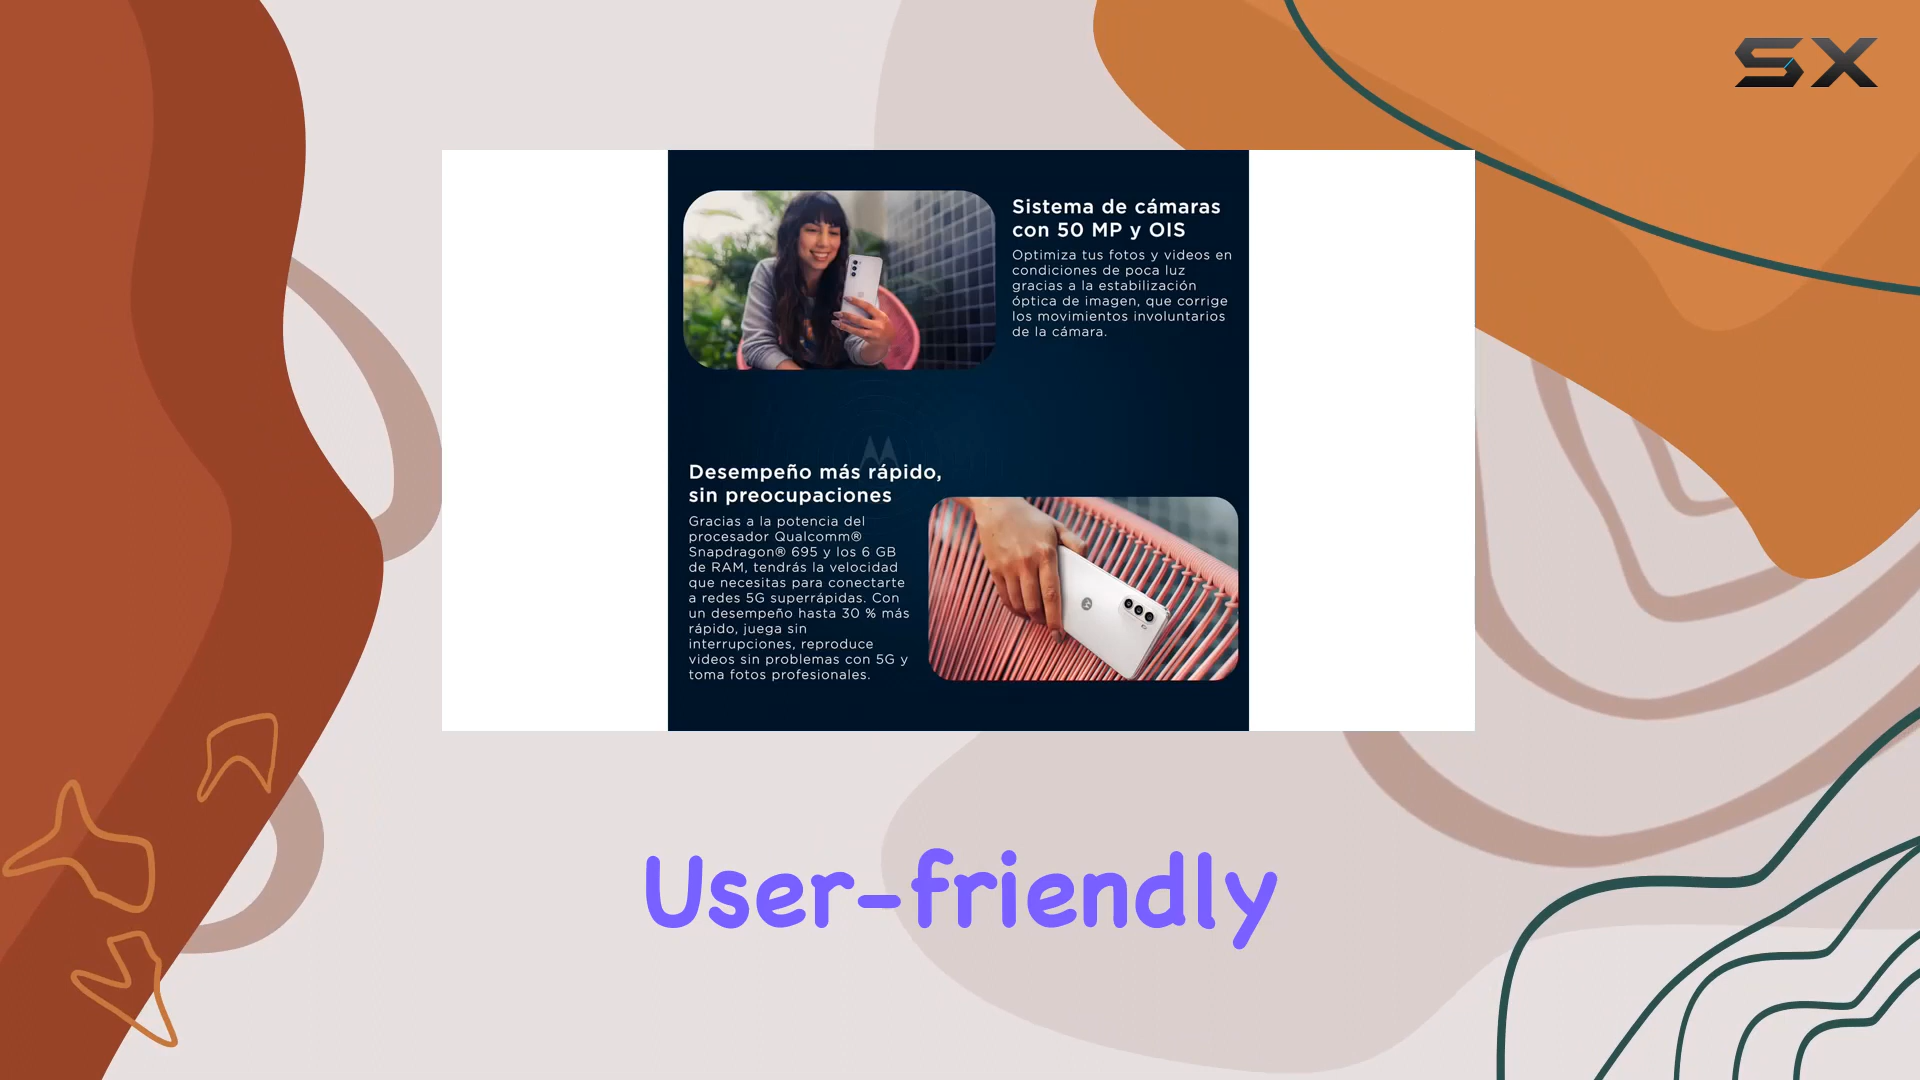 SX
Sistema de cámaras
con 50 MP y OIS
Optimiza tus fotos y videos en
condiciones de poca luz
gracias a la estabilización
óptica de imagen, que corrige
los movimientos involuntarios
de la cámara.
Desempeño más rápido,
sin preocupaciones
Gracias a la potencia del
procesador Qualcomm®
Snapdragon® 695 y los 6 GB
de RAM, tendrás la velocidad
que necesitas para conectarte
a redes 5G superrápidas. Con
un desempeño hasta 30 % más
rápido, juega sin
interrupciones, reproduce
videos sin problemas con 5G y
toma fotos profesionales.
User-friendly